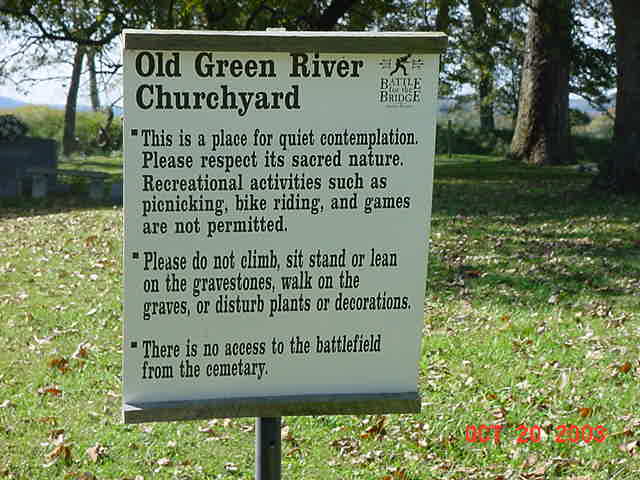 Old Green River
Churchyard
BATTLE
for the
BRIDGE
▪ This is a place for quiet contemplation.
Please respect its sacred nature.
Recreational activities such as
picnicking, bike riding, and games
are not permitted.
▪ Please do not climb, sit stand or lean
on the gravestones, walk on the
graves, or disturb plants or decorations.
▪ There is no access to the battlefield
from the cemetary.
OCT 20 2003